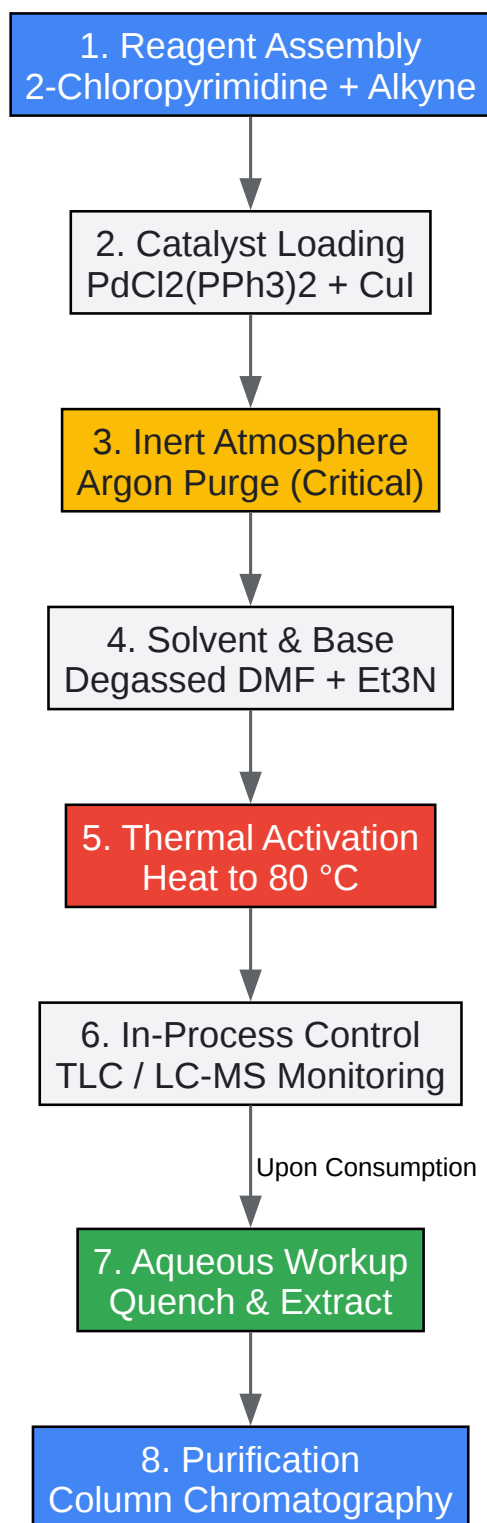 1. Reagent Assembly
2-Chloropyrimidine + Alkyne
2. Catalyst Loading
PdCl2(PPh3)2 + CuI
3. Inert Atmosphere
Argon Purge (Critical)
4. Solvent & Base
Degassed DMF + Et3N
5. Thermal Activation
Heat to 80 °C
6. In-Process Control
TLC / LC-MS Monitoring
Upon Consumption
7. Aqueous Workup
Quench & Extract
8. Purification
Column Chromatography